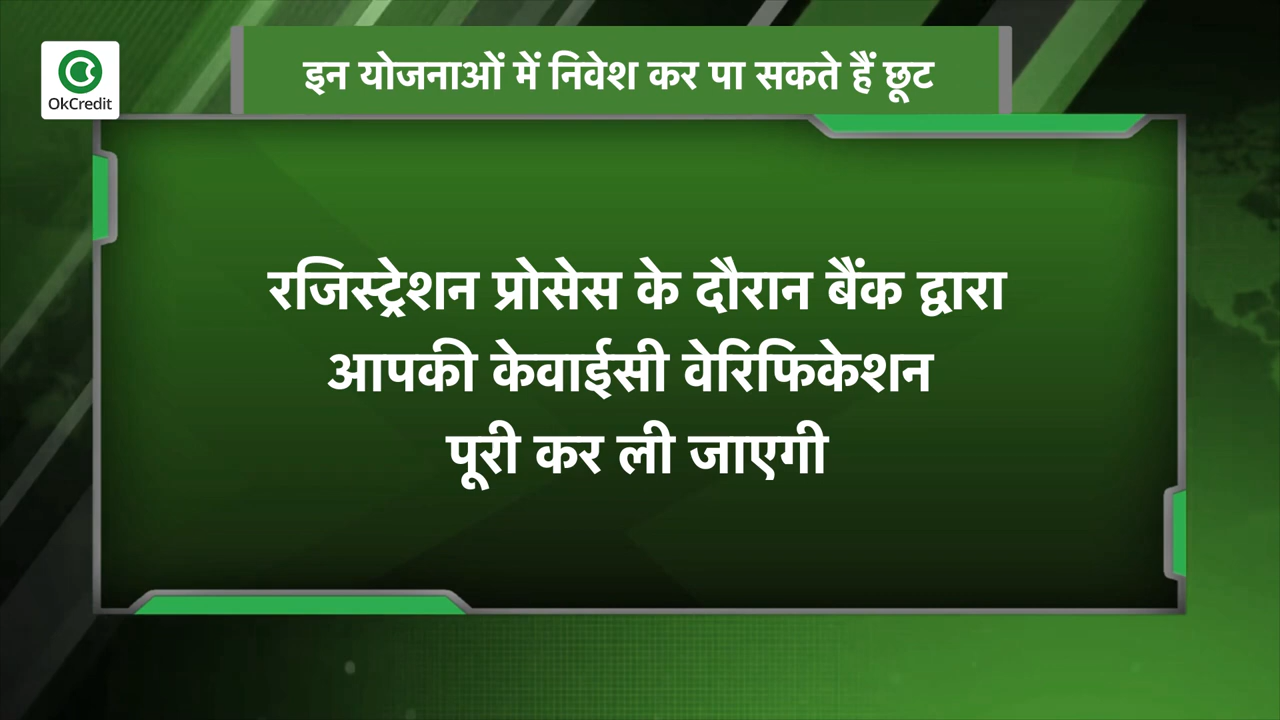 OkCredit
इन योजनाओं में निवेश कर पा सकते हैं छूट
रजिस्ट्रेशन प्रोसेस के दौरान बैंक द्वारा
आपकी केवाईसी वेरिफिकेशन
पूरी कर ली जाएगी